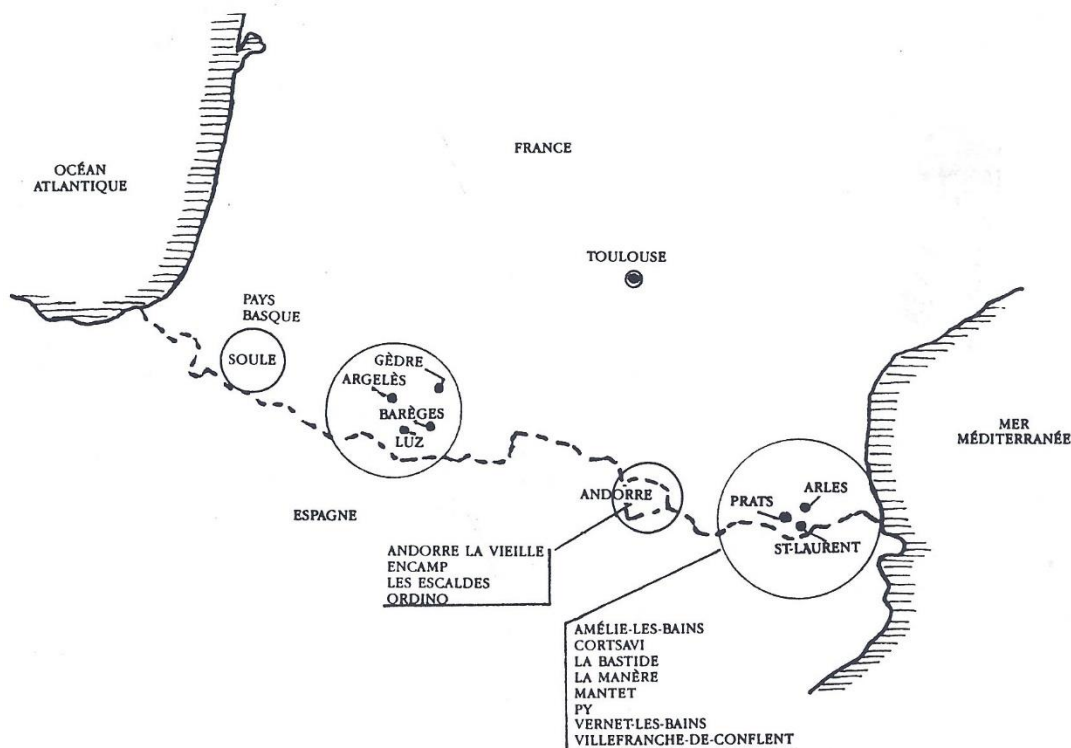 FRANCE
OCÉAN
ATLANTIQUE
TOULOUSE
PAYS
BASQUE
SOULE
GÈDRE
ARGELÈS
BARÈGES
LUZ
MER
MÉDITERRANÉE
ANDORRE
PRATS
ARLES
ST-LAURENT
ESPAGNE
ANDORRE LA VIEILLE
ENCAMP
LES ESCALDES
ORDINO
AMÉLIE-LES-BAINS
CORTSAVI
LA BASTIDE
LA MANÈRE
MANTET
PY
VERNET-LES-BAINS
VILLEFRANCHE-DE-CONFLENT